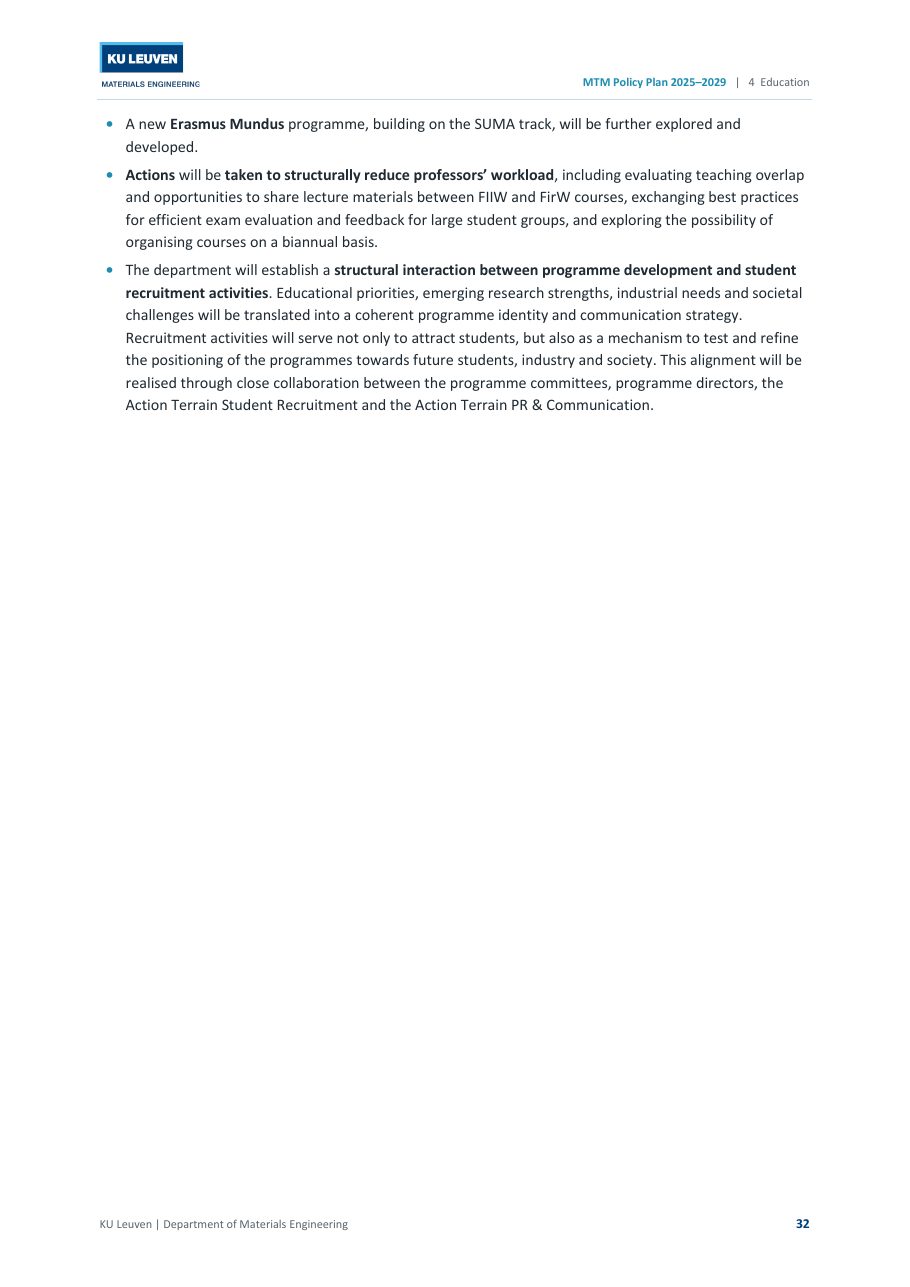 KU LEUVEN
MATERIALS ENGINEERING
MTM Policy Plan 2025–2029 | 4 Education
• A new Erasmus Mundus programme, building on the SUMA track, will be further explored and
developed.
• Actions will be taken to structurally reduce professors’ workload, including evaluating teaching overlap
and opportunities to share lecture materials between FIIW and FirW courses, exchanging best practices
for efficient exam evaluation and feedback for large student groups, and exploring the possibility of
organising courses on a biannual basis.
• The department will establish a structural interaction between programme development and student
recruitment activities. Educational priorities, emerging research strengths, industrial needs and societal
challenges will be translated into a coherent programme identity and communication strategy.
Recruitment activities will serve not only to attract students, but also as a mechanism to test and refine
the positioning of the programmes towards future students, industry and society. This alignment will be
realised through close collaboration between the programme committees, programme directors, the
Action Terrain Student Recruitment and the Action Terrain PR & Communication.
KU Leuven | Department of Materials Engineering
32